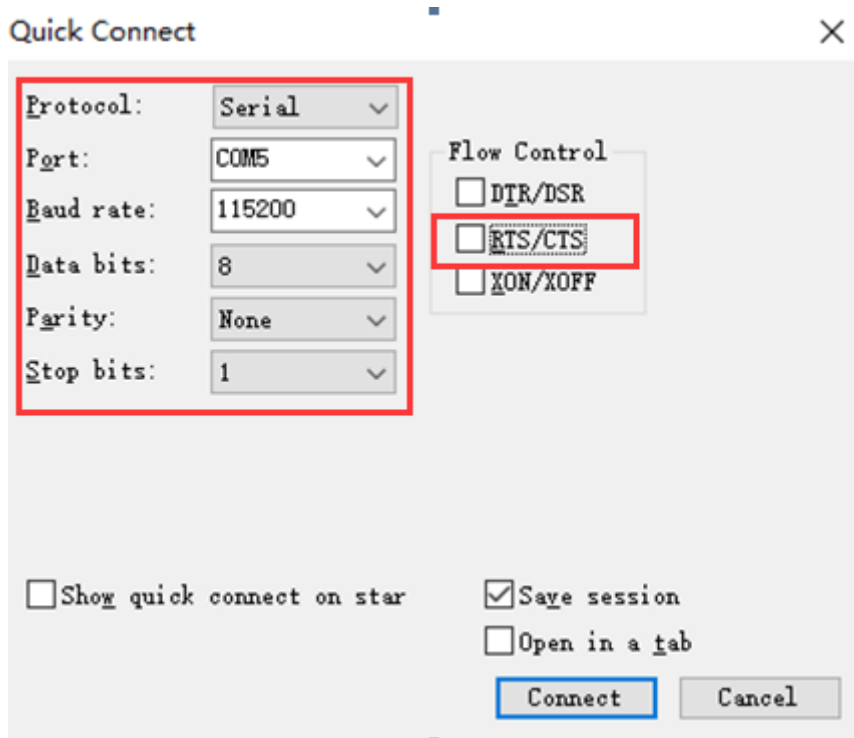 Quick Connect
Protocol: Serial
Port: COM5
Baud rate: 115200
Data bits: 8
Parity: None
Stop bits: 1
Flow Control
DTR/DSR
RTS/CTS
XON/XOFF
Show quick connect on star
Save session
Open in a tab
Connect
Cancel